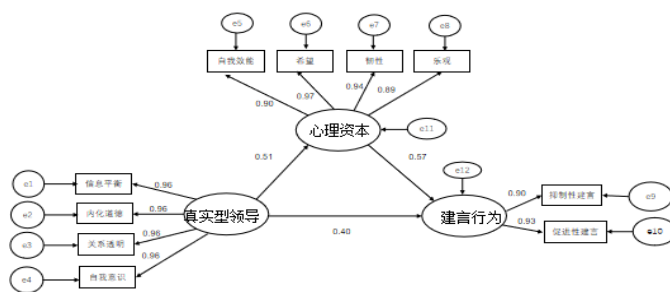 e5
e6
e7
e8
自我效能
希望
韧性
乐观
0.90
0.97
0.94
0.89
心理资本
e11
0.51
0.57
e12
e1
信息平衡
0.96
e2
内化道德
0.96
真实型领导
e3
关系透明
0.96
e4
自我意识
0.96
0.40
建言行为
0.90
抑制性建言
e9
0.93
促进性建言
e10